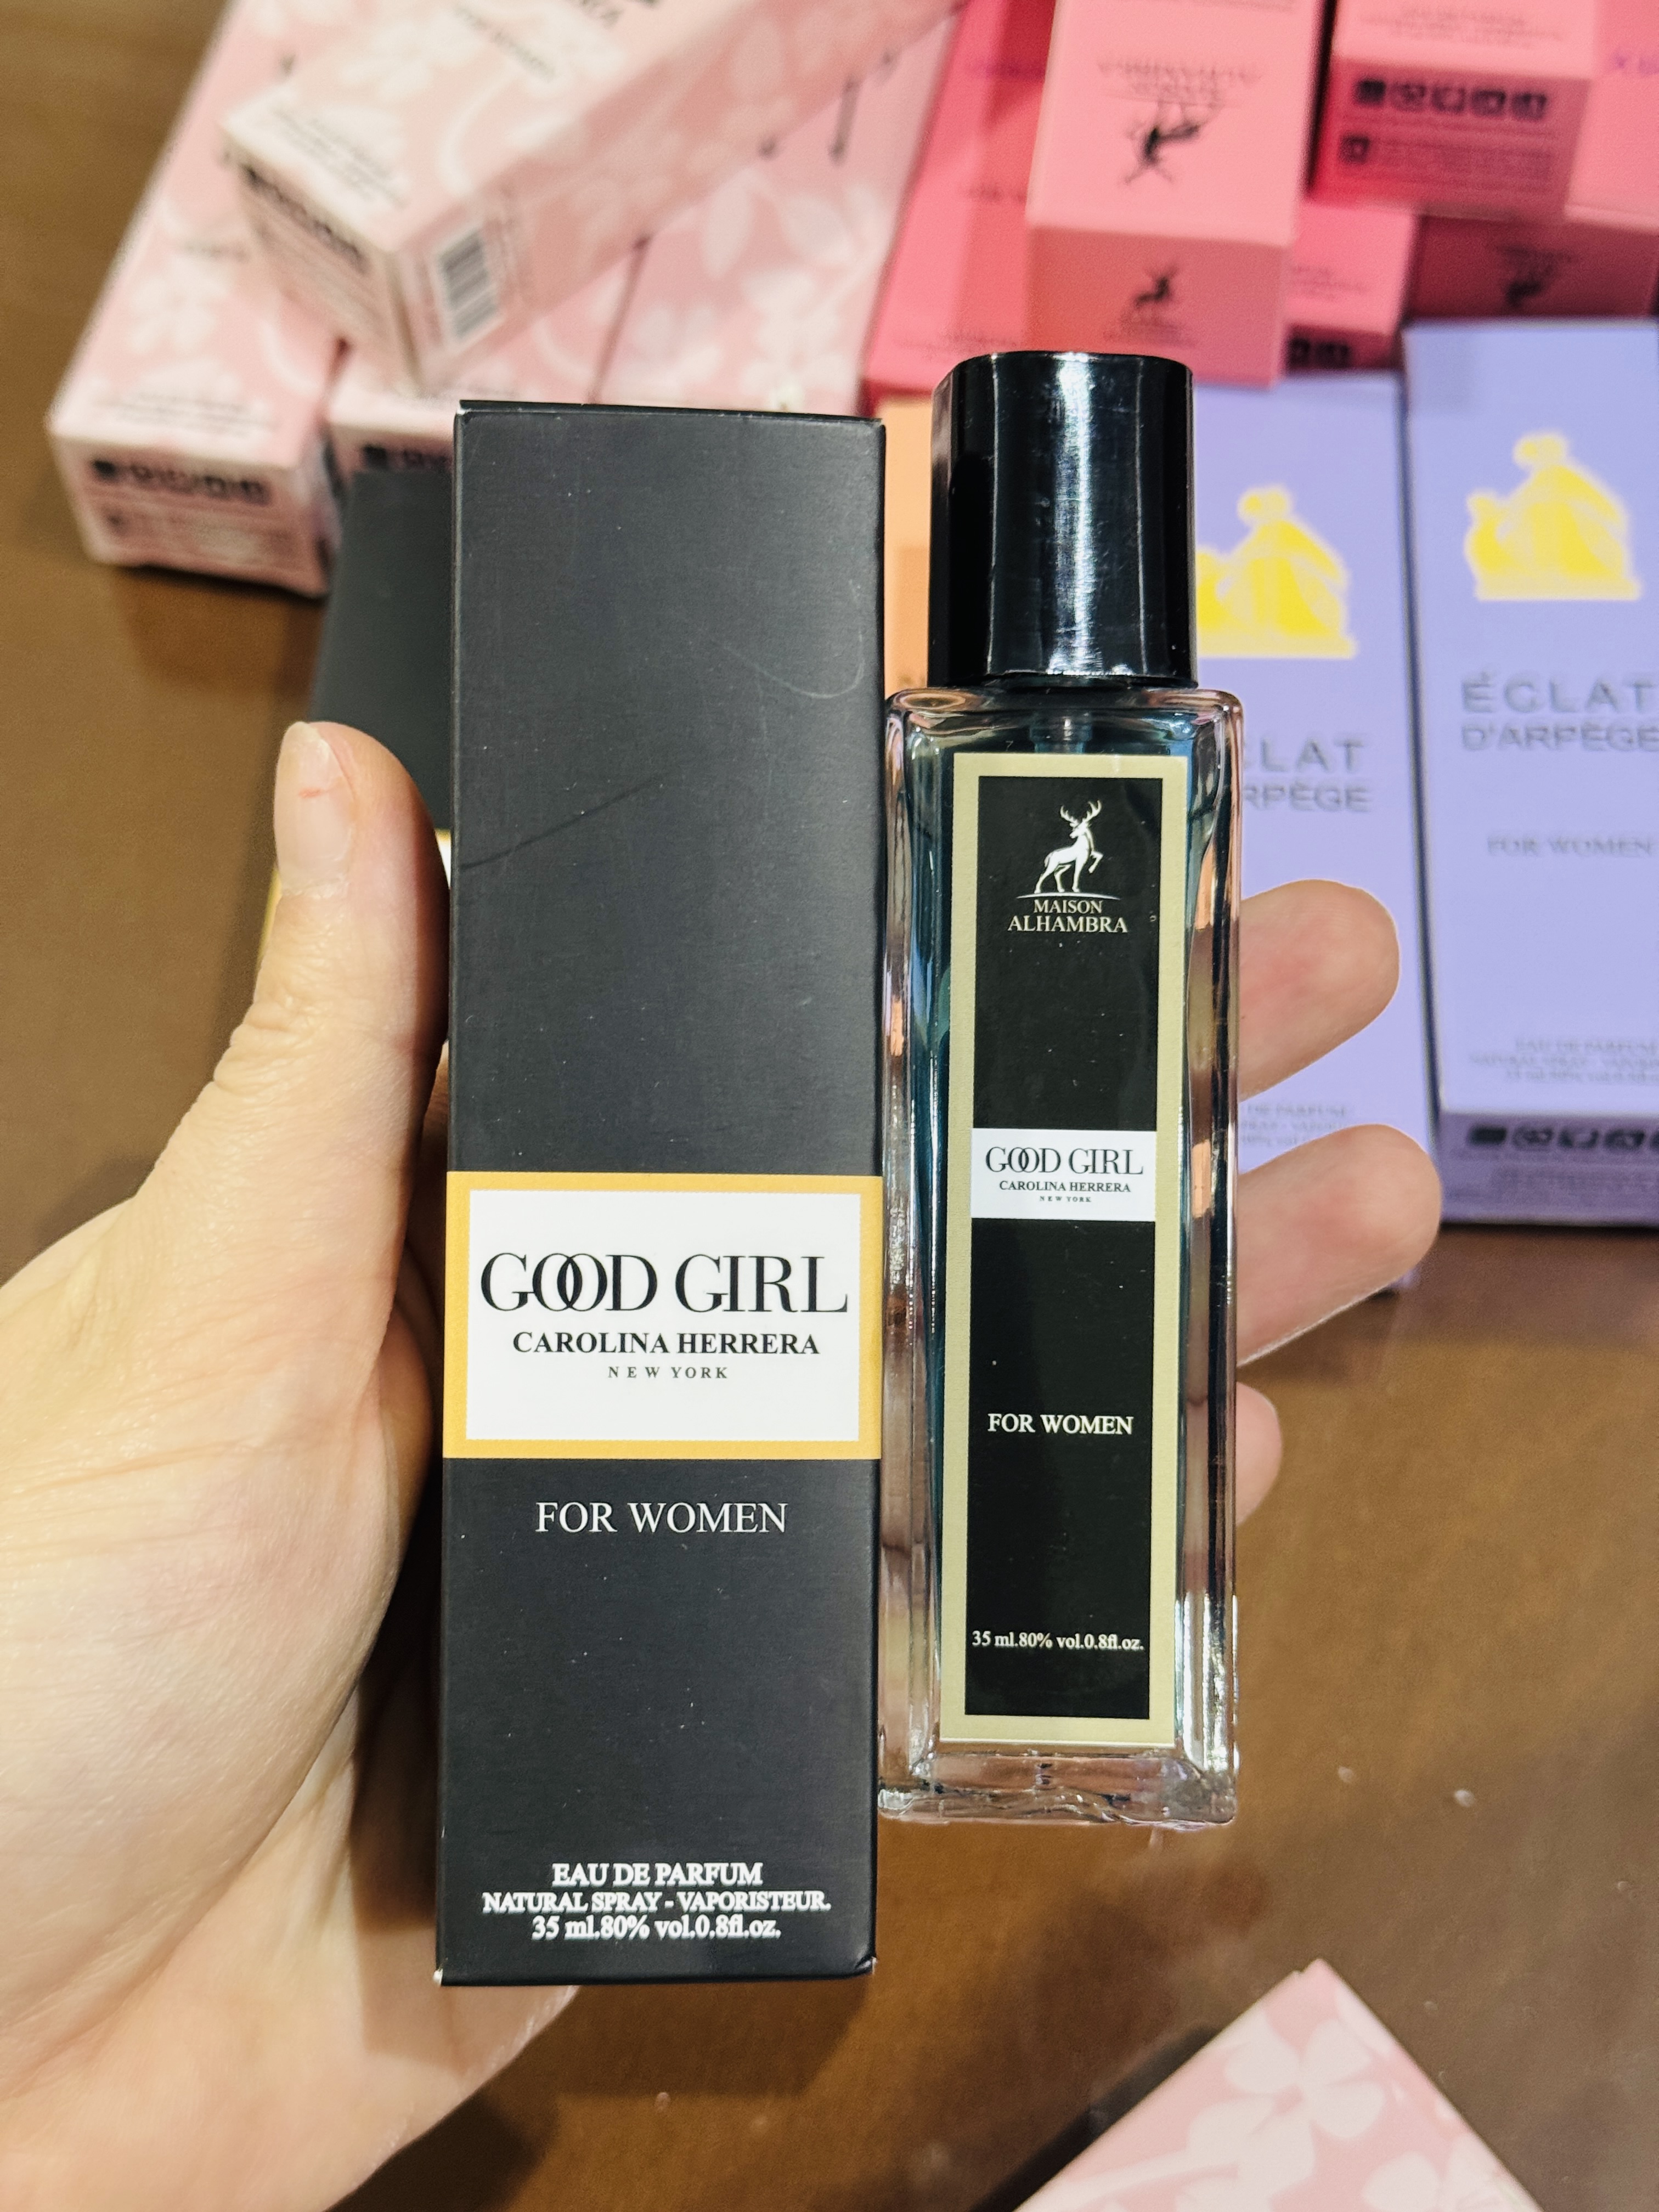 GOOD GIRL
CAROLINA HERRERA
NEW YORK
FOR WOMEN
EAU DE PARFUM
NATURAL SPRAY - VAPORISTEUR.
35 ml.80% vol.0.8fl.oz.
MAISON
ALHAMBRA
GOOD GIRL
CAROLINA HERRERA
NEW YORK
FOR WOMEN
35 ml.80% vol.0.8fl.oz.
CLAT
RPÈGE
ÉCLAT
D'ARPÈGE
FOR WOMEN